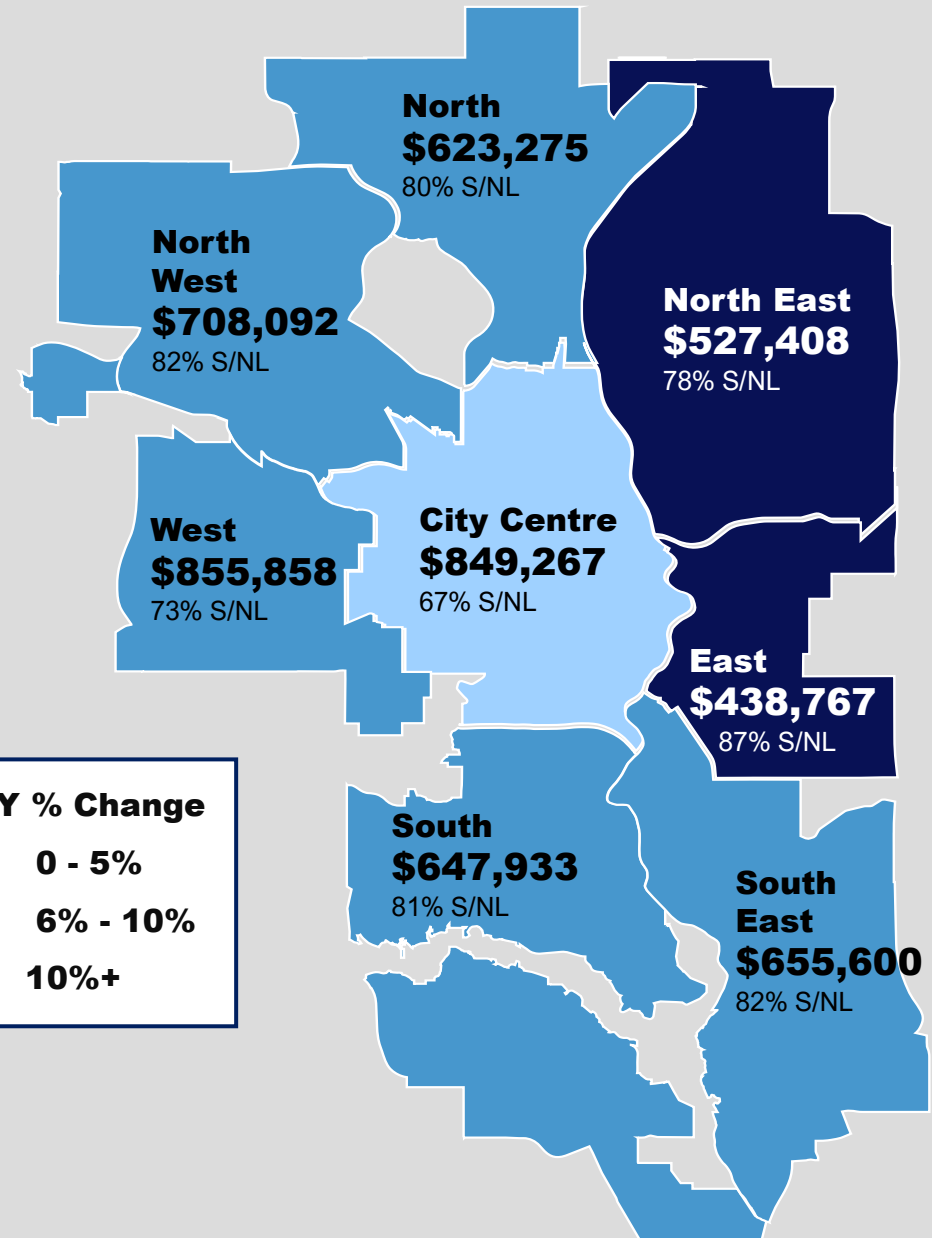 North
$623,275
80% S/NL
North
West
$708,092
82% S/NL
North East
$527,408
78% S/NL
City Centre
$849,267
67% S/NL
West
$855,858
73% S/NL
East
$438,767
87% S/NL
Y % Change
0 - 5%
6% - 10%
10%+
South
$647,933
81% S/NL
South
East
$655,600
82% S/NL